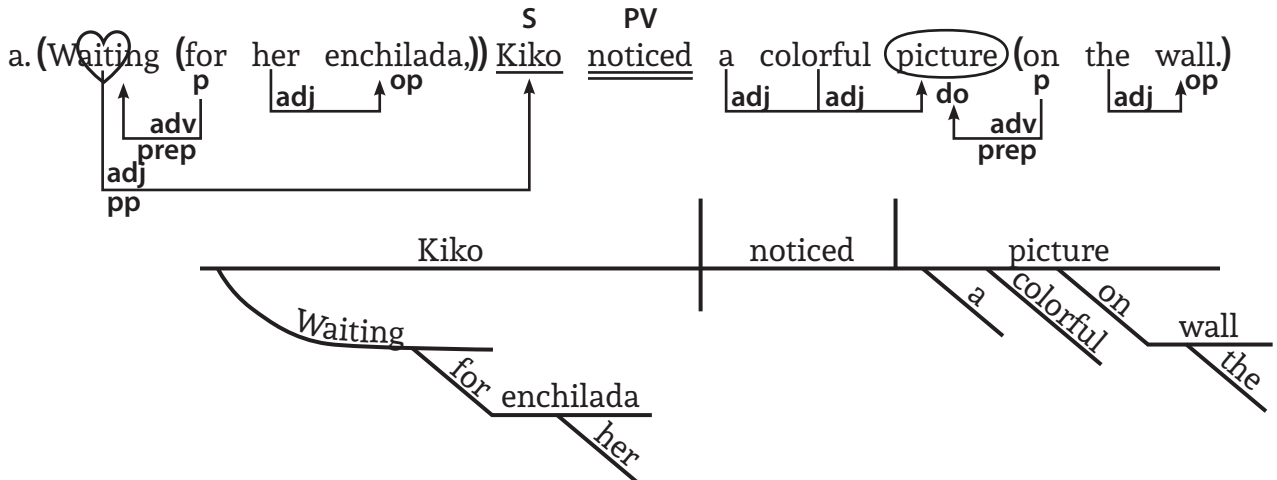 S PV
a. (Waiting (for her enchilada,)) Kiko noticed a colorful picture (on the wall.)
p adj op adj adj do p adj op
adv prep adv prep
adj pp
Kiko noticed picture
Waiting a colorful on wall
for enchilada the
her